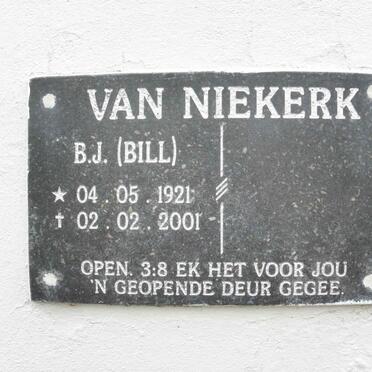 VAN NIEKERK
B.J. (BILL)
★ 04 . 05 . 1921
† 02 . 02 . 2001
OPEN. 3:8 EK HET VOOR JOU
'N GEOPENDE DEUR GEGEE.